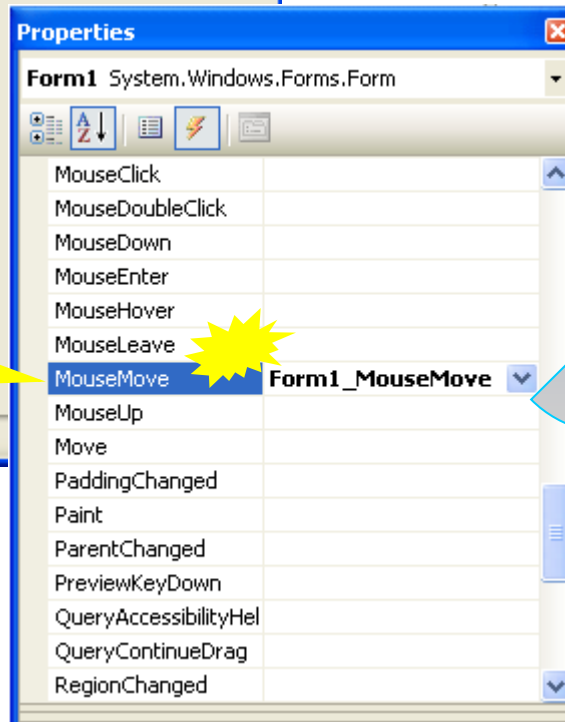 Properties
Form1 System.Windows.Forms.Form
MouseClick
MouseDoubleClick
MouseDown
MouseEnter
MouseHover
MouseLeave
MouseMove Form1_MouseMove
MouseUp
Move
PaddingChanged
Paint
ParentChanged
PreviewKeyDown
QueryAccessibilityHel
QueryContinueDrag
RegionChanged